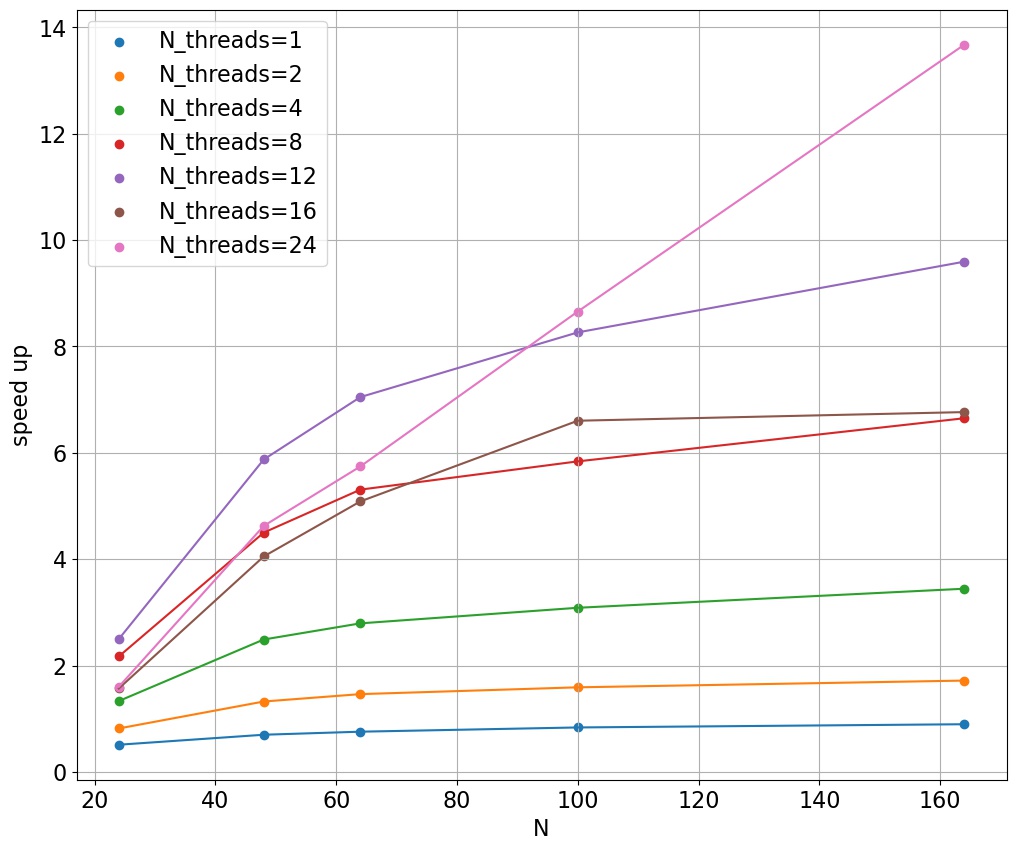 14
12
10
8
6
4
2
0
speed up
N_threads=1
N_threads=2
N_threads=4
N_threads=8
N_threads=12
N_threads=16
N_threads=24
20 40 60 80 100 120 140 160
N